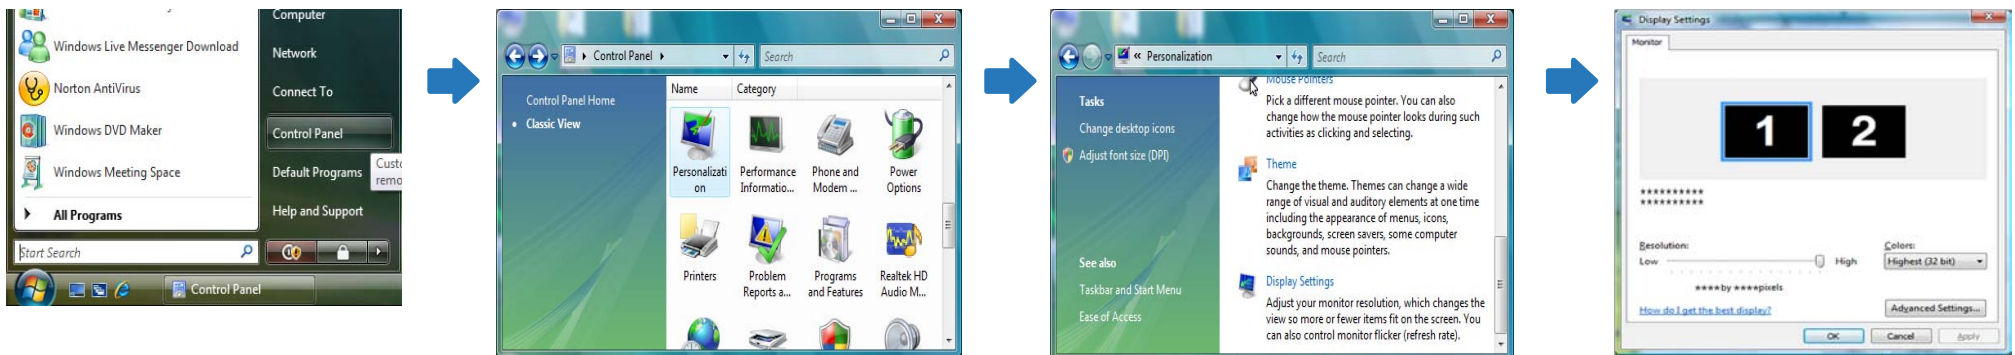 Computer
Windows Live Messenger Download
Network
Norton AntiVirus
Connect To
Windows DVD Maker
Control Panel
Custo
Windows Meeting Space
Default Programs
remo
All Programs
Help and Support
Start Search
Control Panel
Control Panel
Search
Name
Category
Control Panel Home
Classic View
Personalizati
on
Performance
Informatio...
Phone and
Modem ...
Power
Options
Printers
Problem
Reports a...
Programs
and Features
Realtek HD
Audio M...
« Personalization
Search
Tasks
Change desktop icons
Adjust font size (DPI)
See also
Taskbar and Start Menu
Ease of Access
Mouse Pointers
Pick a different mouse pointer. You can also
change how the mouse pointer looks during such
activities as clicking and selecting.
Theme
Change the theme. Themes can change a wide
range of visual and auditory elements at one time
including the appearance of menus, icons,
backgrounds, screen savers, some computer
sounds, and mouse pointers.
Display Settings
Adjust your monitor resolution, which changes the
view so more or fewer items fit on the screen. You
can also control monitor flicker (refresh rate).
Display Settings
Monitor
1 2
**********
**********
Resolution:
Low High
****by ****pixels
Colors:
Highest (32 bit)
How do I get the best display?
Advanced Settings...
OK Cancel Apply